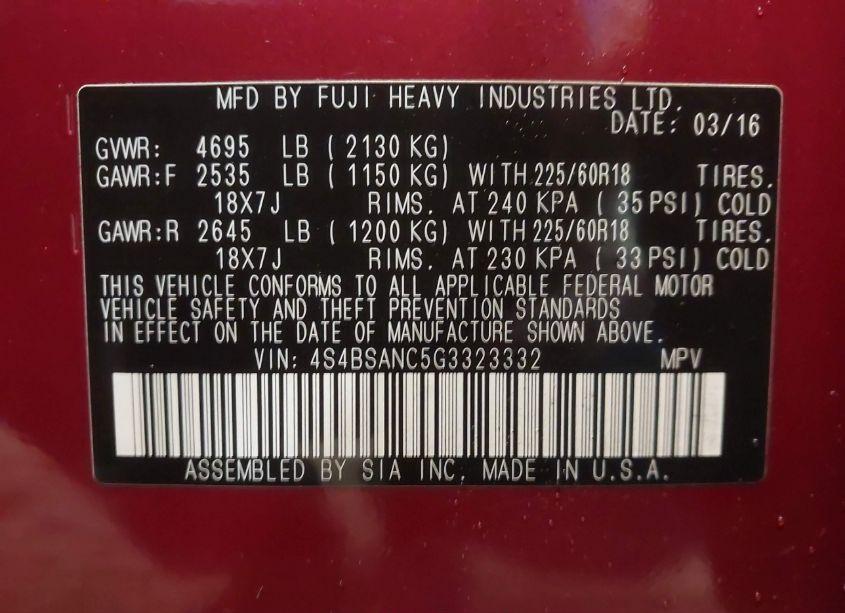 MFD BY FUJI HEAVY INDUSTRIES LTD.
DATE: 03/16
GVWR: 4695 LB ( 2130 KG)
GAWR:F 2535 LB ( 1150 KG) WITH 225/60R18 TIRES.
18X7J RIMS. AT 240 KPA ( 35 PSI) COLD
GAWR:R 2645 LB ( 1200 KG) WITH 225/60R18 TIRES.
18X7J RIMS. AT 230 KPA ( 33 PSI) COLD
THIS VEHICLE CONFORMS TO ALL APPLICABLE FEDERAL MOTOR
VEHICLE SAFETY AND THEFT PREVENTION STANDARDS
IN EFFECT ON THE DATE OF MANUFACTURE SHOWN ABOVE.
VIN: 4S4BSANC5G3323332 MPV
ASSEMBLED BY SIA INC. MADE IN U.S.A.